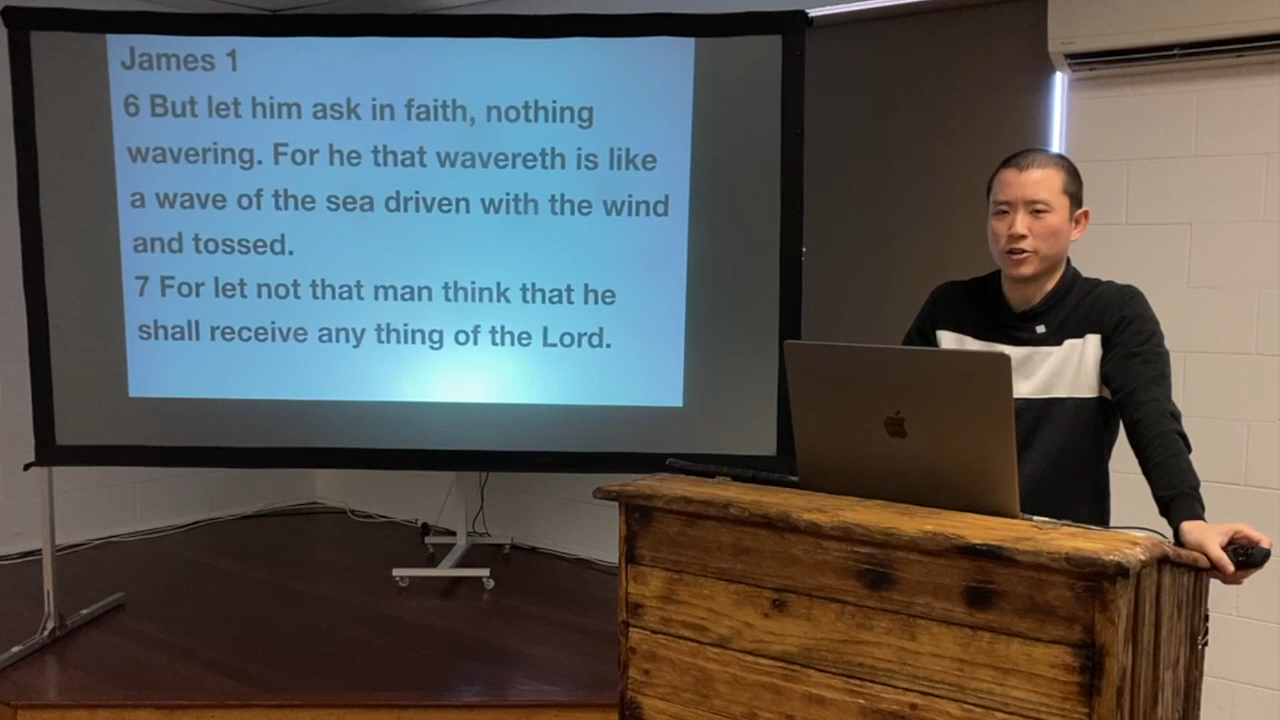 James 1
6 But let him ask in faith, nothing
wavering. For he that wavereth is like
a wave of the sea driven with the wind
and tossed.
7 For let not that man think that he
shall receive any thing of the Lord.